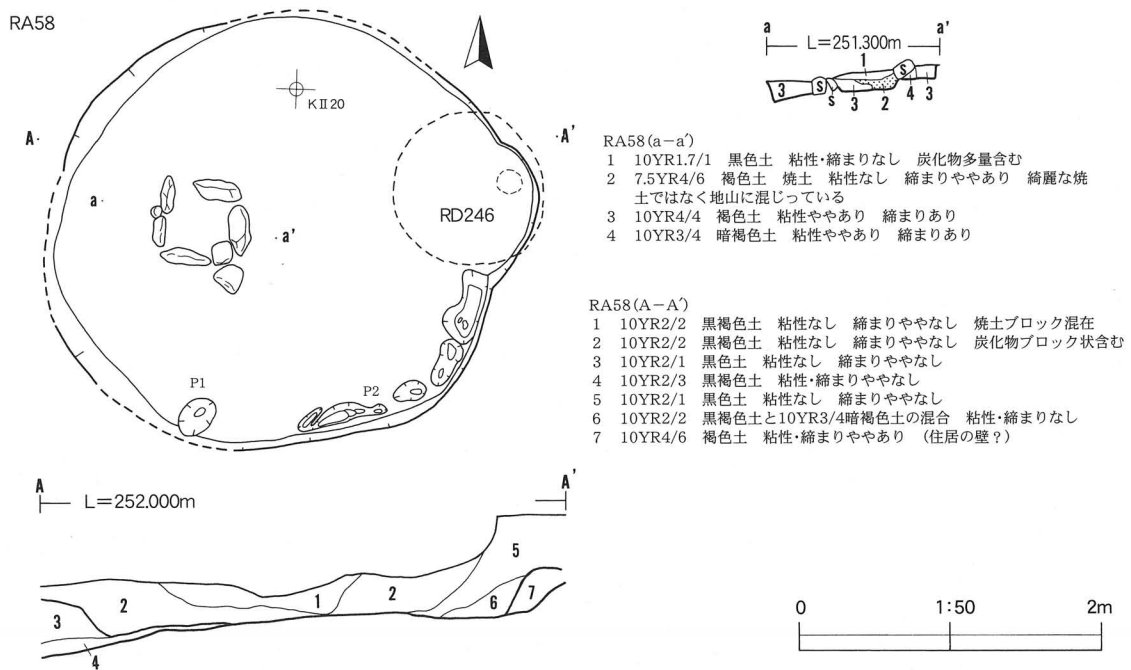 RA58
KⅡ20
A
A′
a
a′
RD246
P1
P2
a
a′
L=251.300m
1
S
S
S
3
3
2
4
3
RA58(a−a′)
1 10YR1.7/1 黒色土 粘性・締まりなし 炭化物多量含む
2 7.5YR4/6 褐色土 焼土 粘性なし 締まりややあり 綺麗な焼
土ではなく地山に混じっている
3 10YR4/4 褐色土 粘性ややあり 締まりあり
4 10YR3/4 暗褐色土 粘性ややあり 締まりあり
RA58(A−A′)
1 10YR2/2 黒褐色土 粘性なし 締まりややなし 焼土ブロック混在
2 10YR2/2 黒褐色土 粘性なし 締まりややなし 炭化物ブロック状含む
3 10YR2/1 黒色土 粘性なし 締まりややなし
4 10YR2/3 黒褐色土 粘性・締まりややなし
5 10YR2/1 黒色土 粘性なし 締まりややなし
6 10YR2/2 黒褐色土と10YR3/4暗褐色土の混合 粘性・締まりなし
7 10YR4/6 褐色土 粘性・締まりややあり (住居の壁?)
A
A'
L=252.000m
5
2
1
2
6
7
3
4
0
1:50
2m